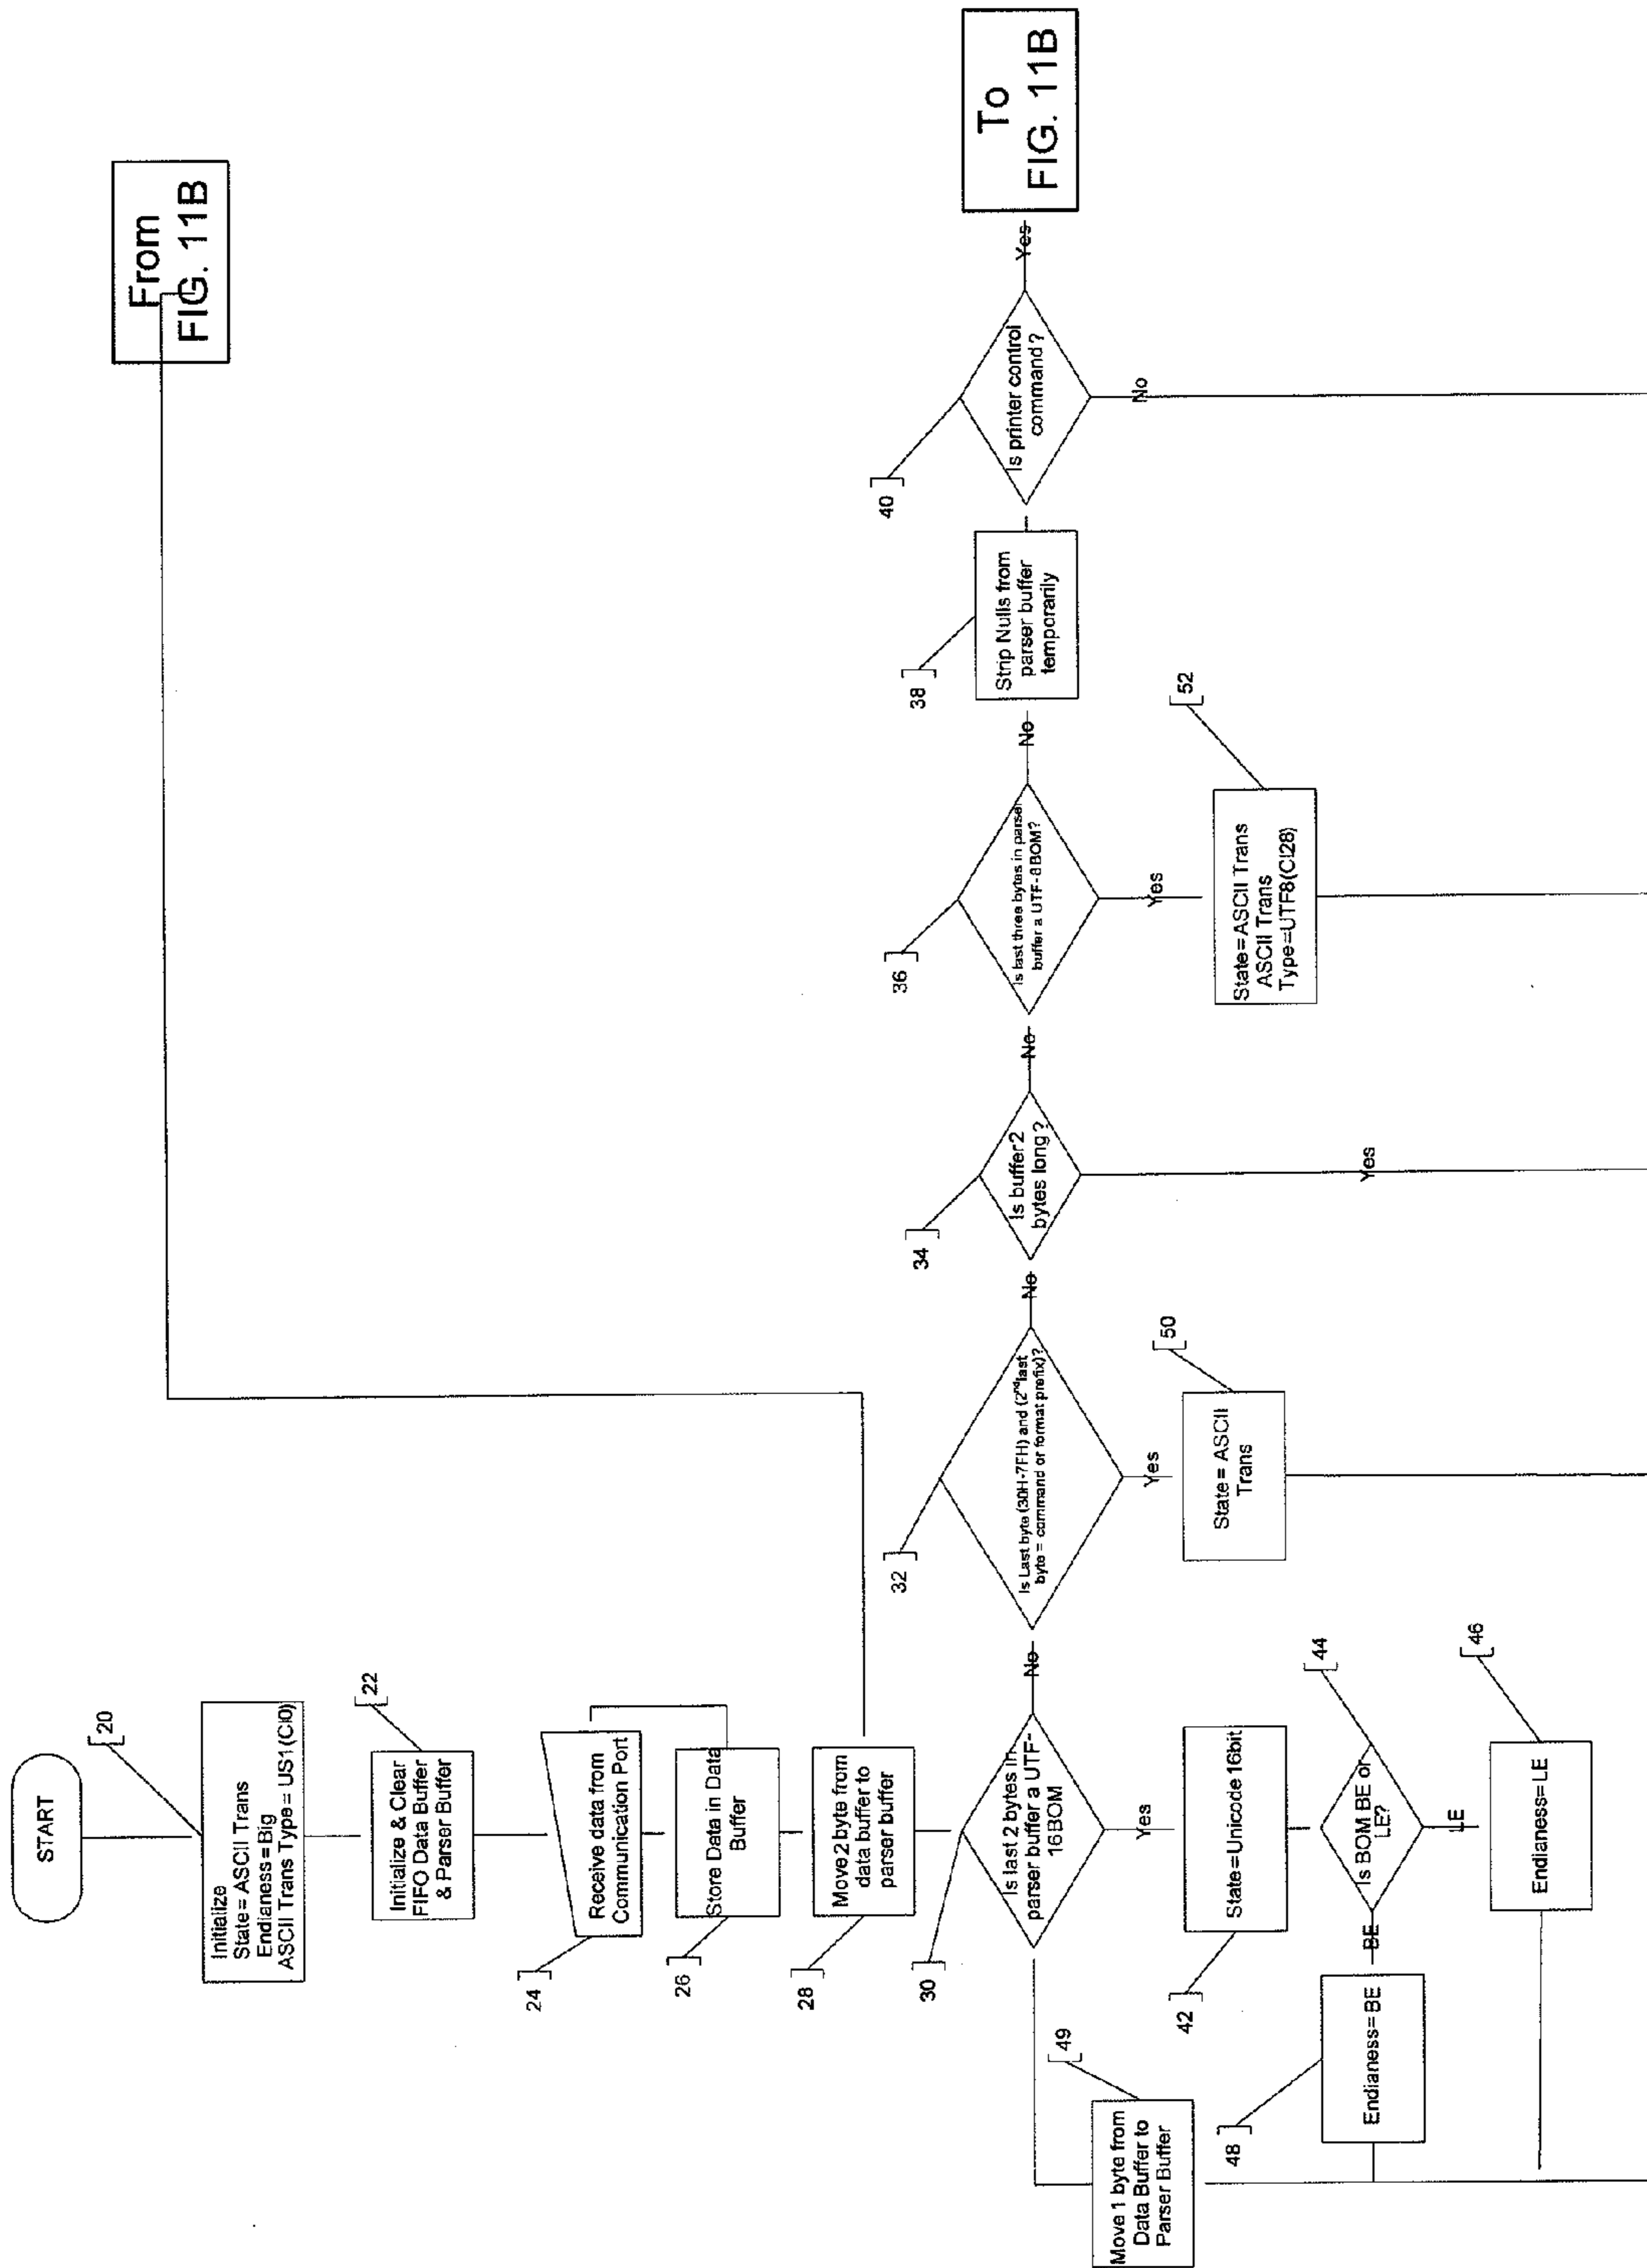 START
20
Initialize
State= ASCII Trans
Endianess=Big
ASCII Trans Type= US1(CI0)
22
Initialize & Clear
FIFO Data Buffer
& Parser Buffer
24
Receive data from
Communication Port
26
Store Data in Data
Buffer
28
Move 2 byte from
data buffer to
parser buffer
From
FIG. 11B
30
Is last 2 bytes in
parser buffer a UTF-
16BOM
No
Yes
32
Is Last byte (30H-7FH) and (2nd last
byte = command or format prefix)?
No
Yes
34
Is buffer2
bytes long?
No
Yes
36
Is last three bytes in parser
buffer a UTF-8BOM?
No
Yes
38
Strip Nulls from
parser buffer
temporarily
40
Is printer control
command?
Yes
No
To
FIG. 11B
49
Move 1 byte from
Data Buffer to
Parser Buffer
42
State=Unicode16bit
44
Is BOM BE or
LE?
BE
LE
48
Endianess=BE
46
Endianess=LE
50
State= ASCII
Trans
52
State=ASCII Trans
ASCII Trans
Type=UTF8(CI28)